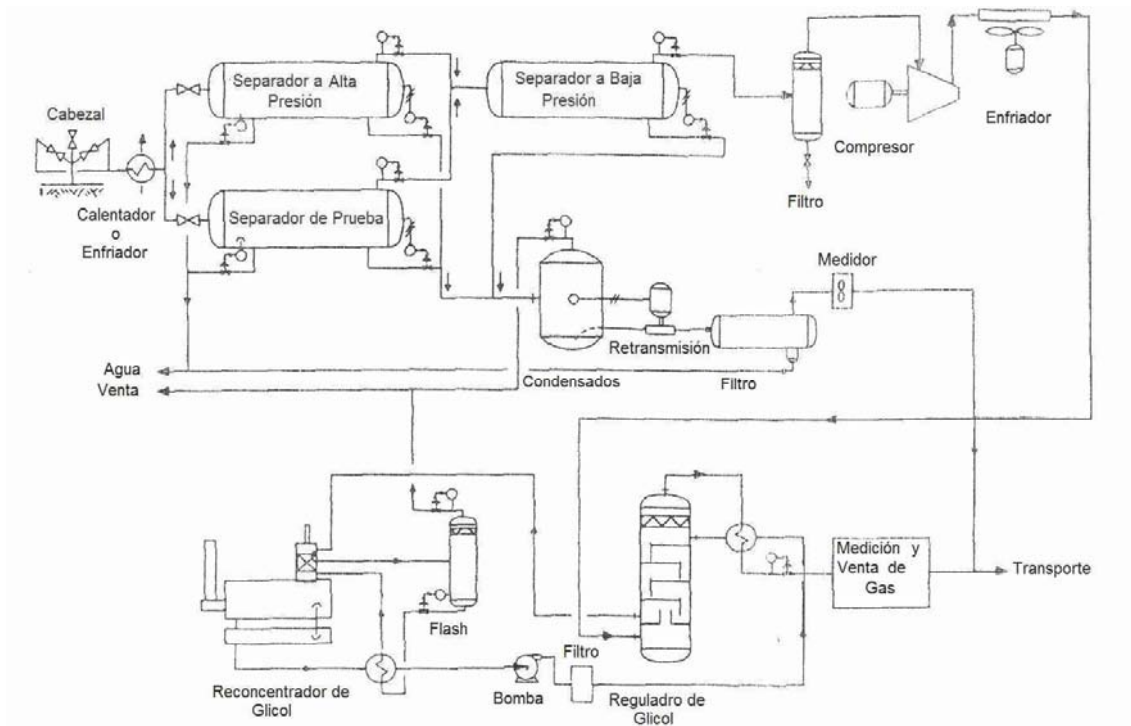 Cabezal
Separador a Alta
Presión
Separador a Baja
Presión
Enfriador
Compresor
Filtro
Calentador
o
Enfriador
Separador de Prueba
Medidor
Retransmisión
Agua
Venta
Condensados
Filtro
Medición y
Venta de
Gas
Transporte
Flash
Filtro
Bomba
Reconcentrador de
Glicol
Reguladro de
Glicol